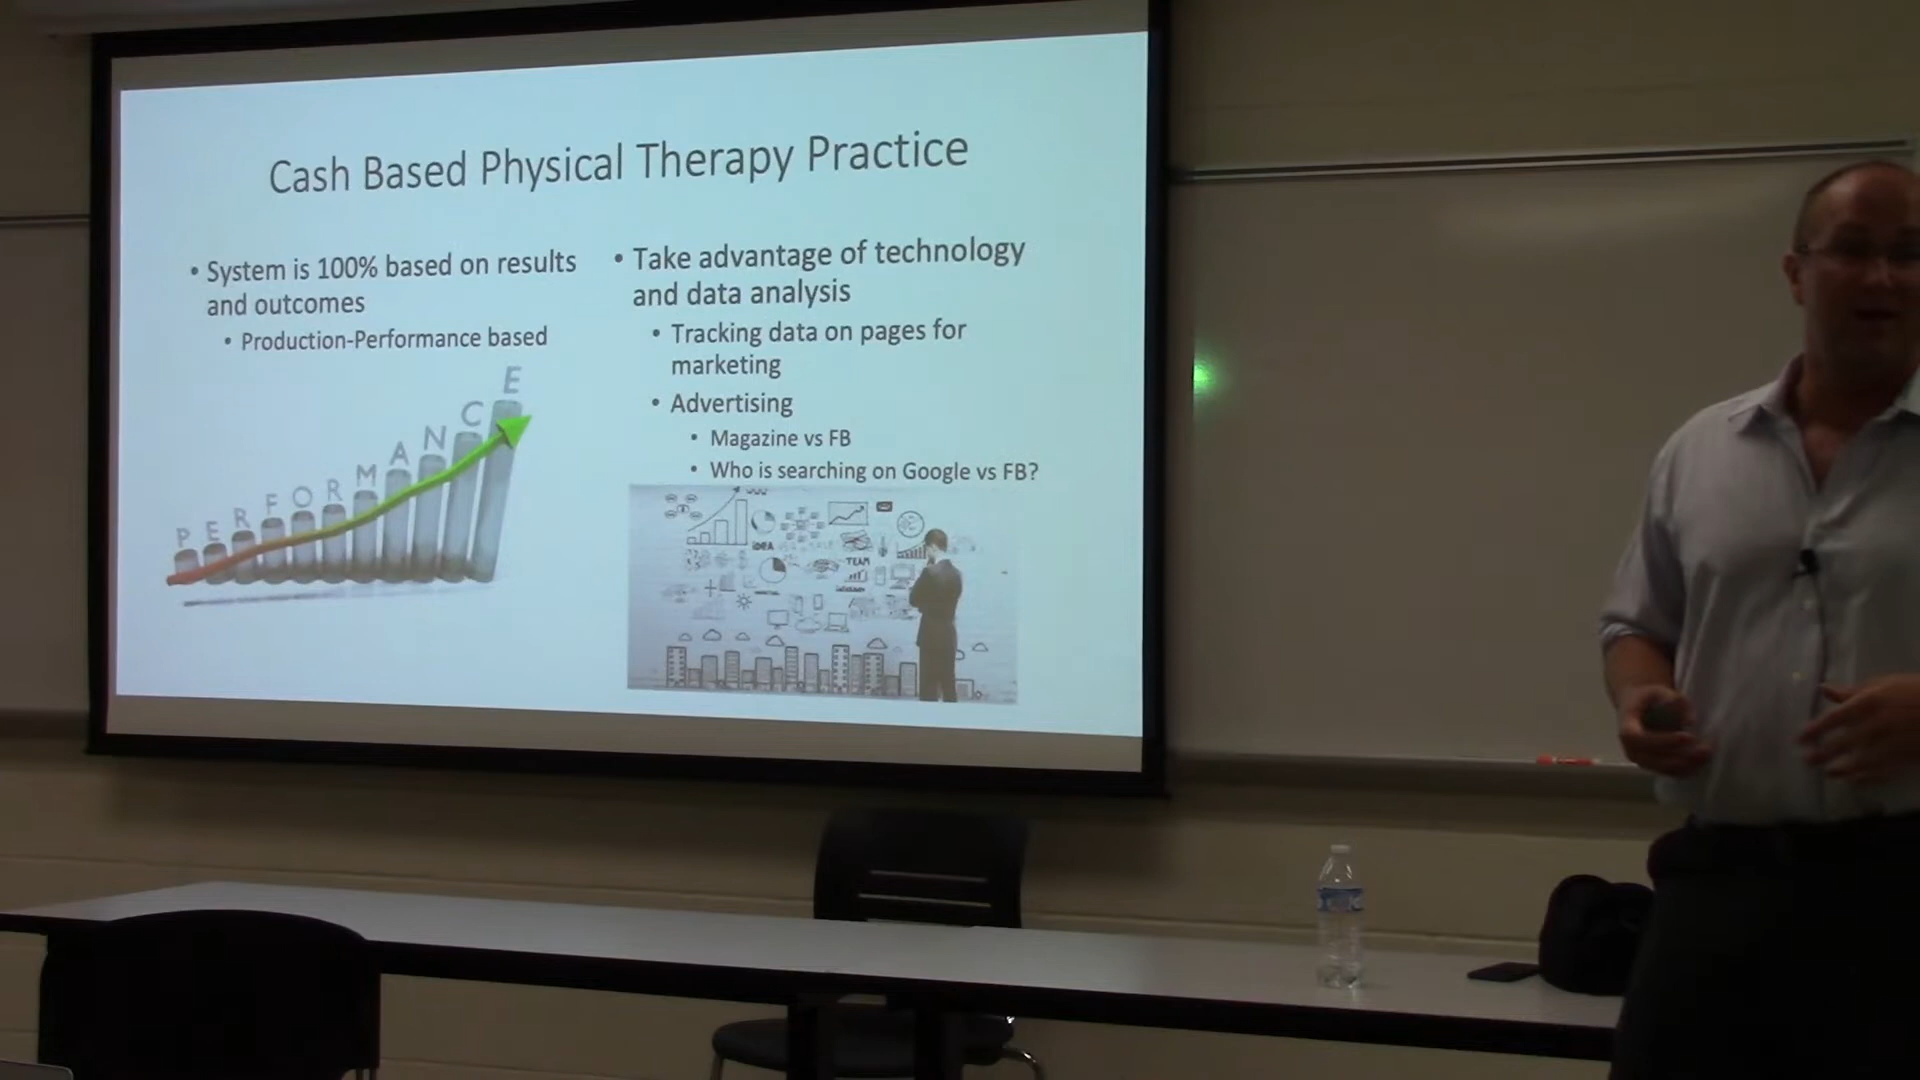 Cash Based Physical Therapy Practice
• System is 100% based on results
and outcomes
• Production-Performance based
PERFORMANCE
• Take advantage of technology
and data analysis
• Tracking data on pages for
marketing
• Advertising
• Magazine vs FB
• Who is searching on Google vs FB?
IDEA
TEAM